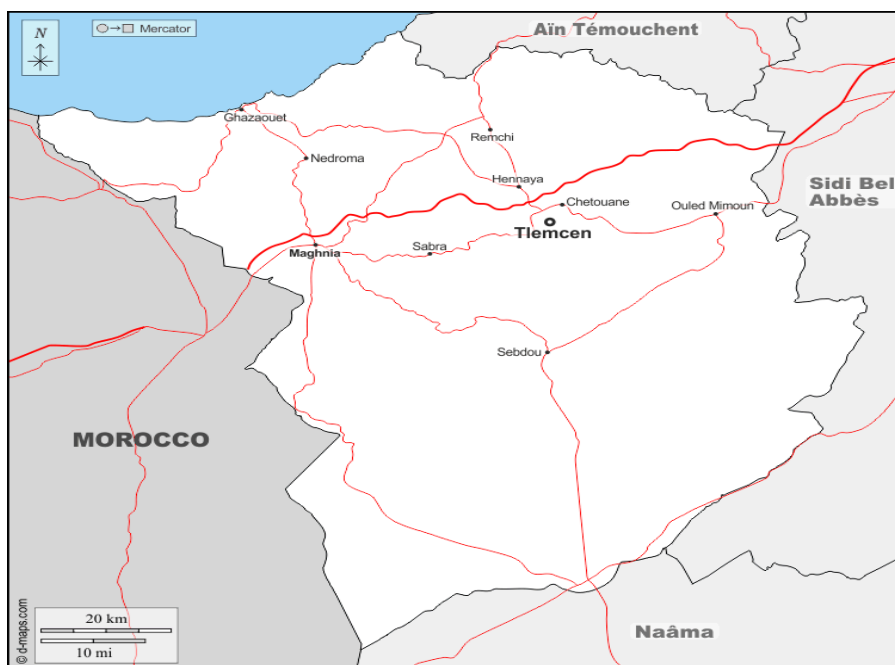 N
Mercator
Aïn Témouchent
Ghazaouet
Remchi
Nedroma
Hennaya
Sidi Bel
Abbès
Chetouane
Ouled Mimoun
Tlemcen
Maghnia
Sabra
Sebdou
MOROCCO
20 km
10 mi
Naâma
© d-maps.com